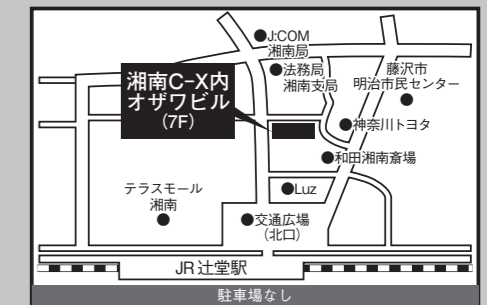 ●J:COM
湘南局
●法務局
湘南支局
藤沢市
明治市民センター
●
湘南C-X内
オザワビル
(7F)
●神奈川トヨタ
●和田湘南斎場
テラスモール
湘南
●
●Luz
●交通広場
(北口)
JR辻堂駅
駐車場なし